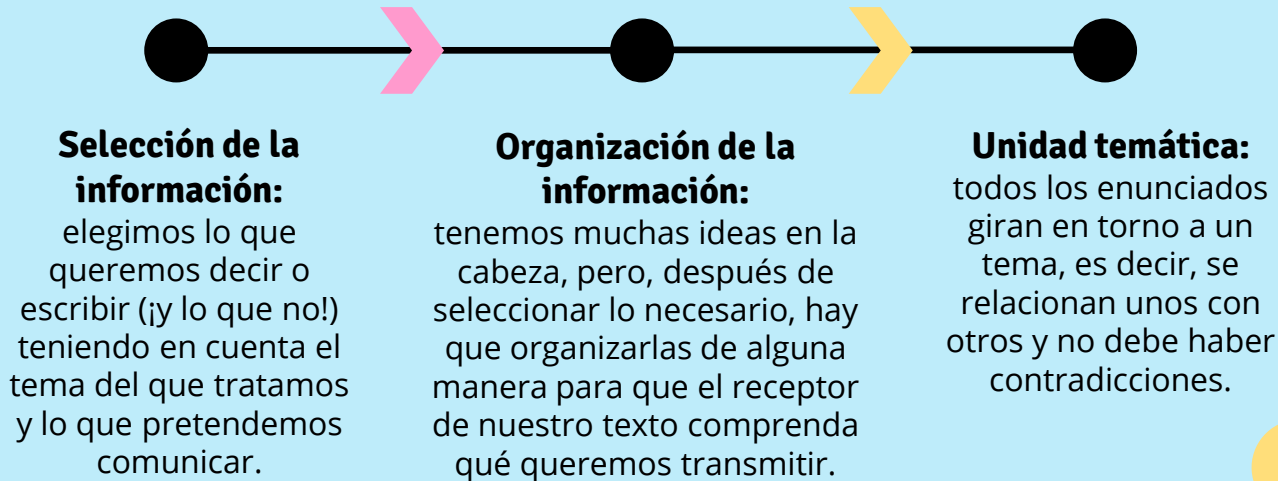 Selección de la
información:
elegimos lo que
queremos decir o
escribir (¡y lo que no!)
teniendo en cuenta el
tema del que tratamos
y lo que pretendemos
comunicar.
Organización de la
información:
tenemos muchas ideas en la
cabeza, pero, después de
seleccionar lo necesario, hay
que organizarlas de alguna
manera para que el receptor
de nuestro texto comprenda
qué queremos transmitir.
Unidad temática:
todos los enunciados
giran en torno a un
tema, es decir, se
relacionan unos con
otros y no debe haber
contradicciones.